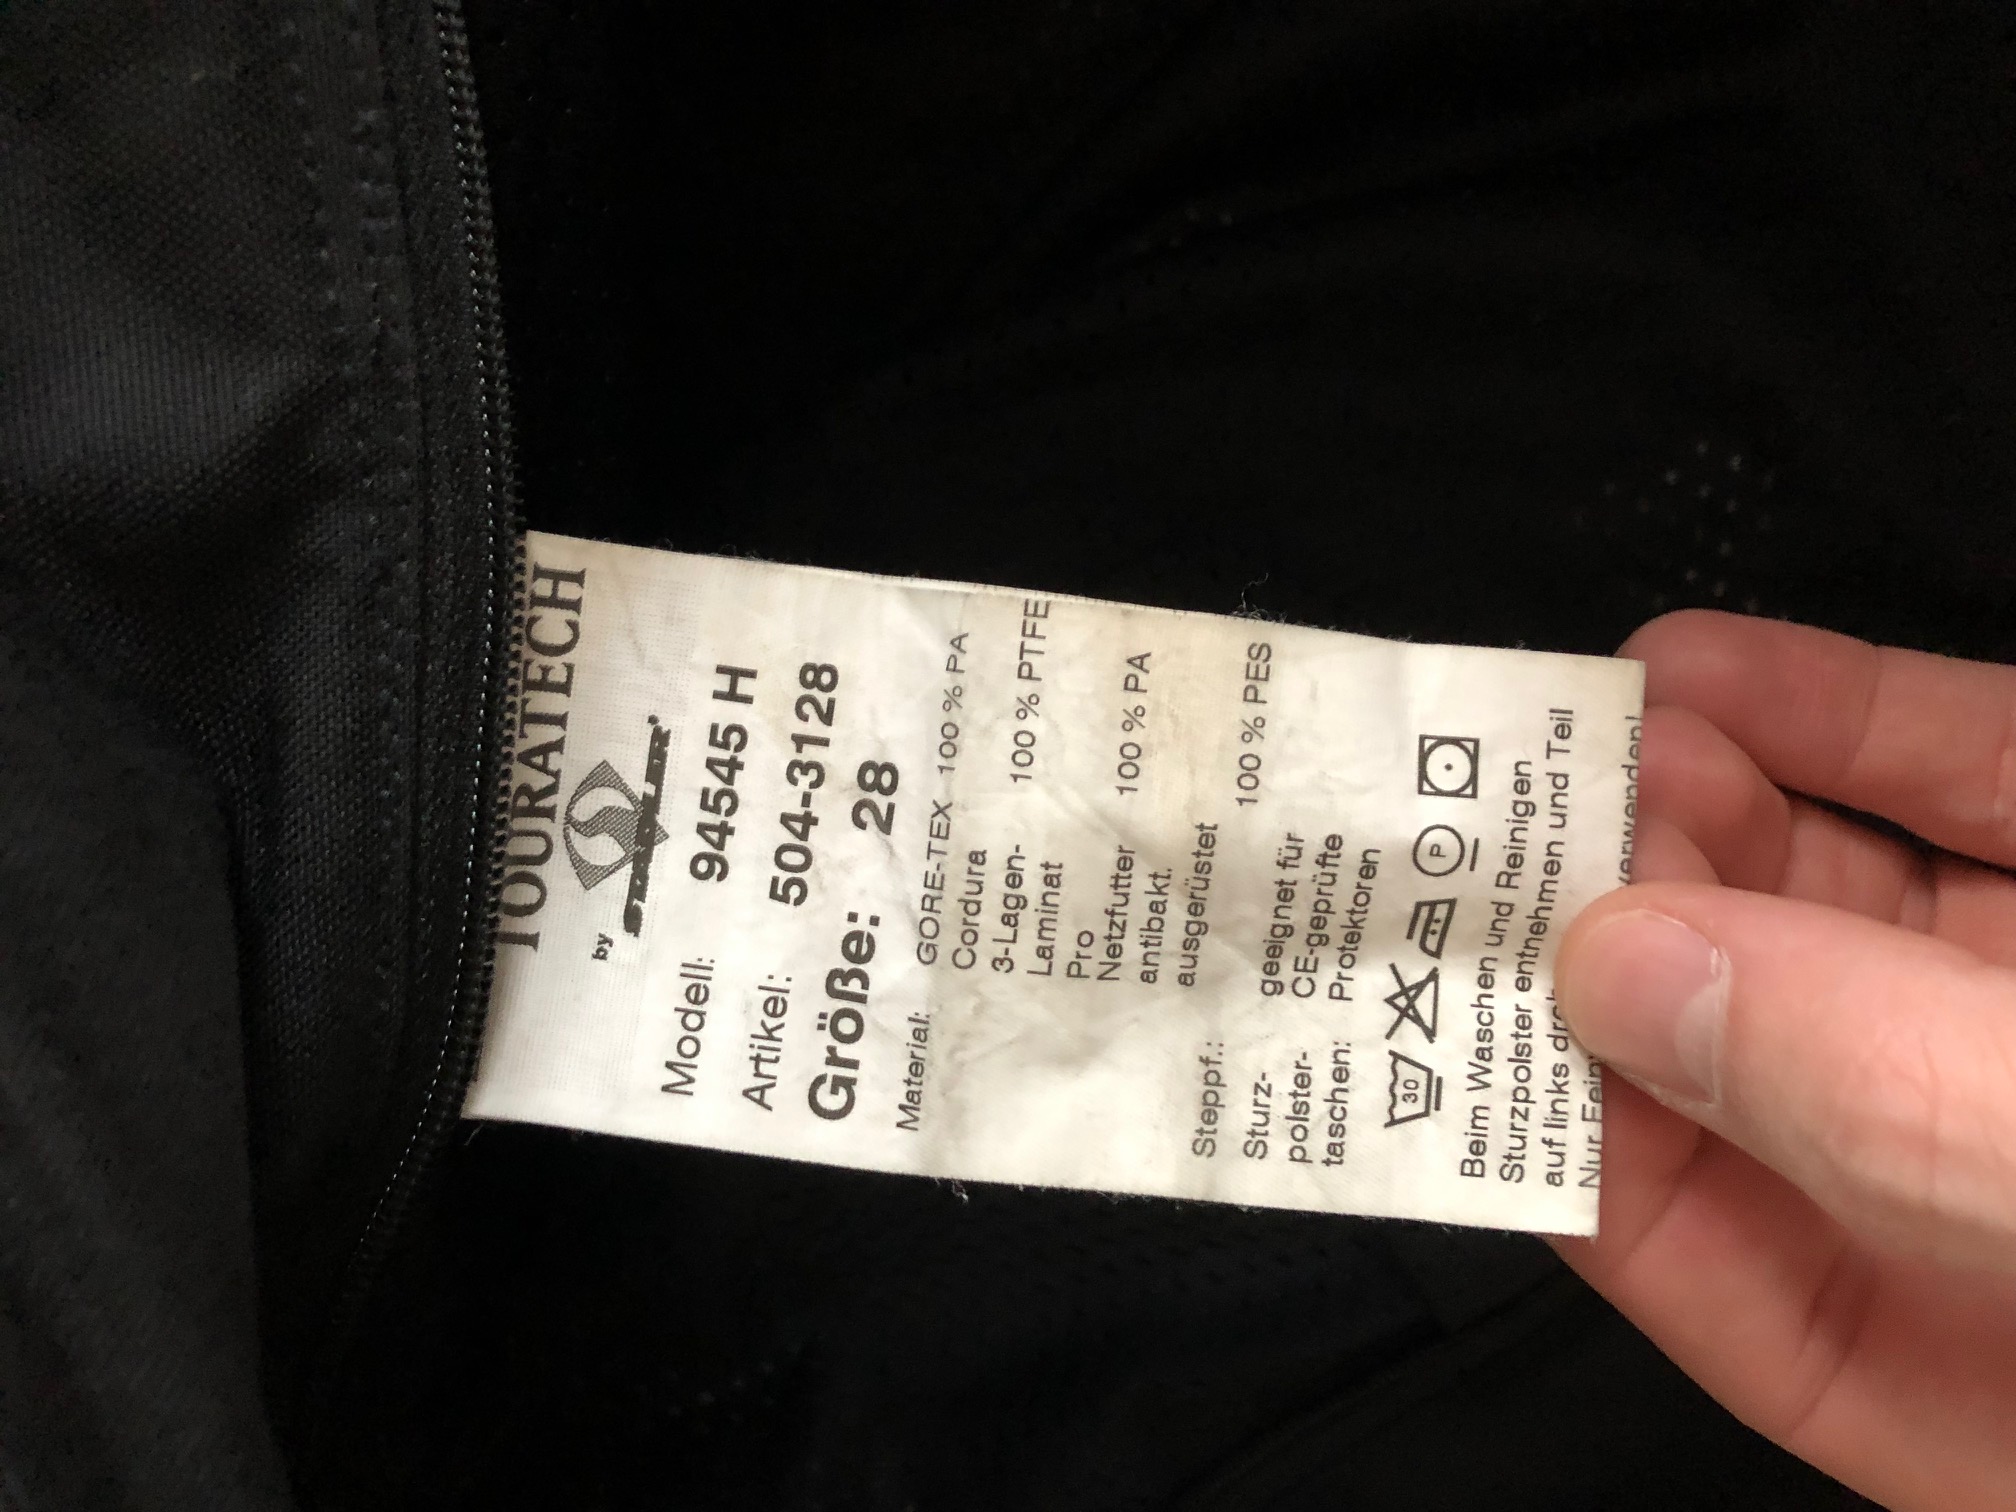 TOURATECH
by
Modell: 94545 H
Artikel: 504-3128
Größe: 28
Material: GORE-TEX 100 % PA
Cordura
3-Lagen- 100 % PTFE
Laminat
Pro
Netzfutter 100 % PA
antibakt.
ausgerüstet
Steppf.: 100 % PES
Sturz- geeignet für
polster- CE-geprüfte
taschen: Protektoren
30 P
Beim Waschen und Reinigen
Sturzpolster entnehmen und Teil
auf links
Nur verwenden!